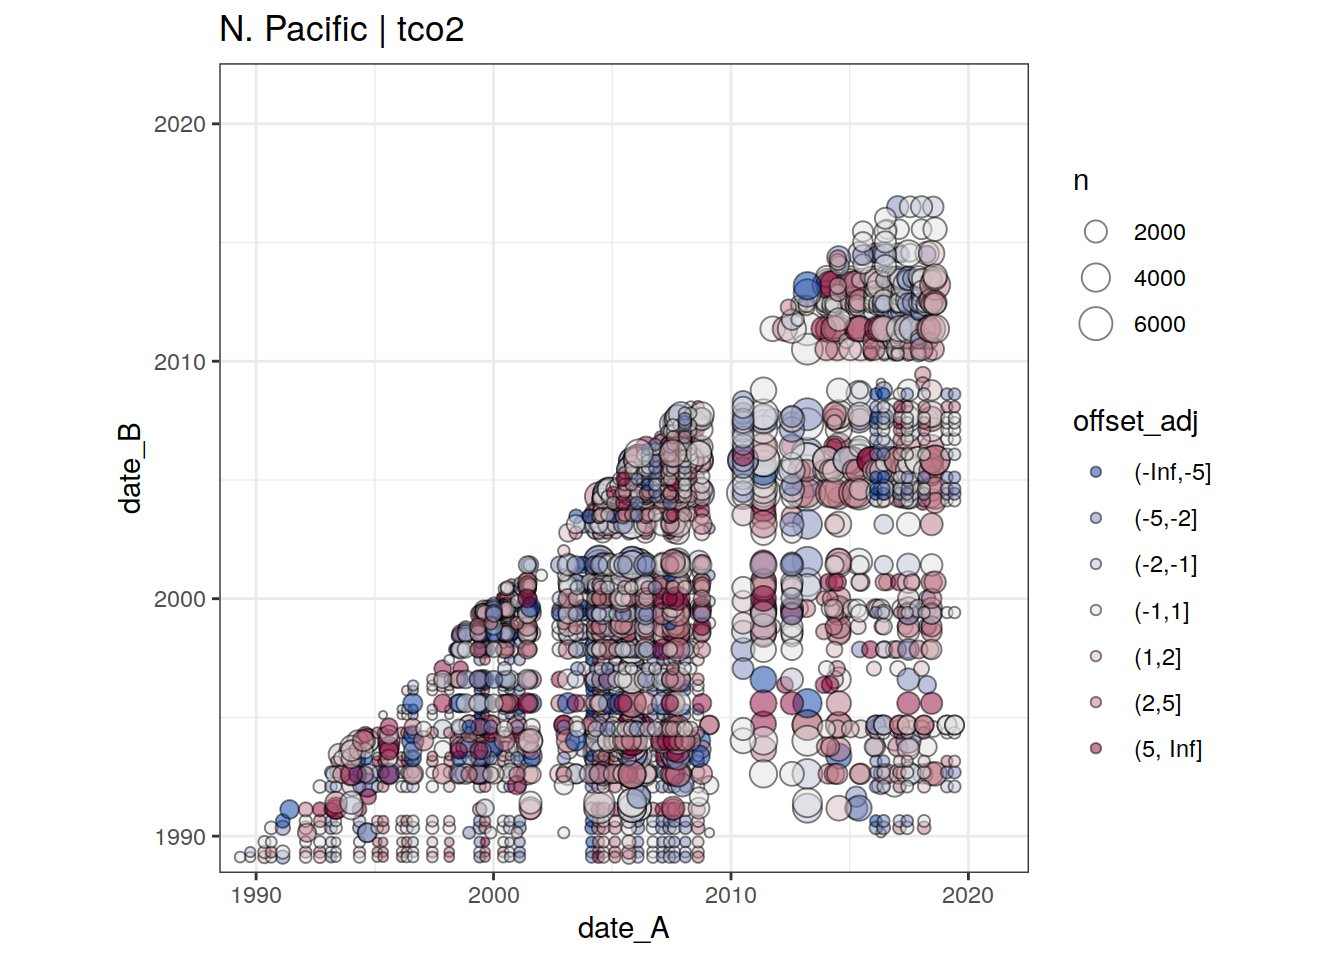 N. Pacific | tco2
date_B
2020
2010
2000
1990
1990
2000
2010
2020
date_A
n
2000
4000
6000
offset_adj
(-Inf,-5]
(-5,-2]
(-2,-1]
(-1,1]
(1,2]
(2,5]
(5, Inf]